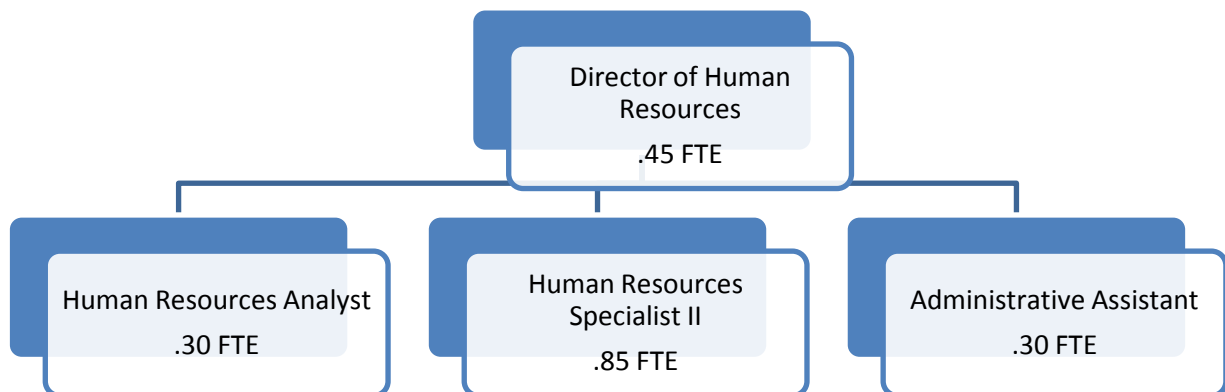 Director of Human
Resources
.45 FTE
Human Resources Analyst
.30 FTE
Human Resources
Specialist II
.85 FTE
Administrative Assistant
.30 FTE